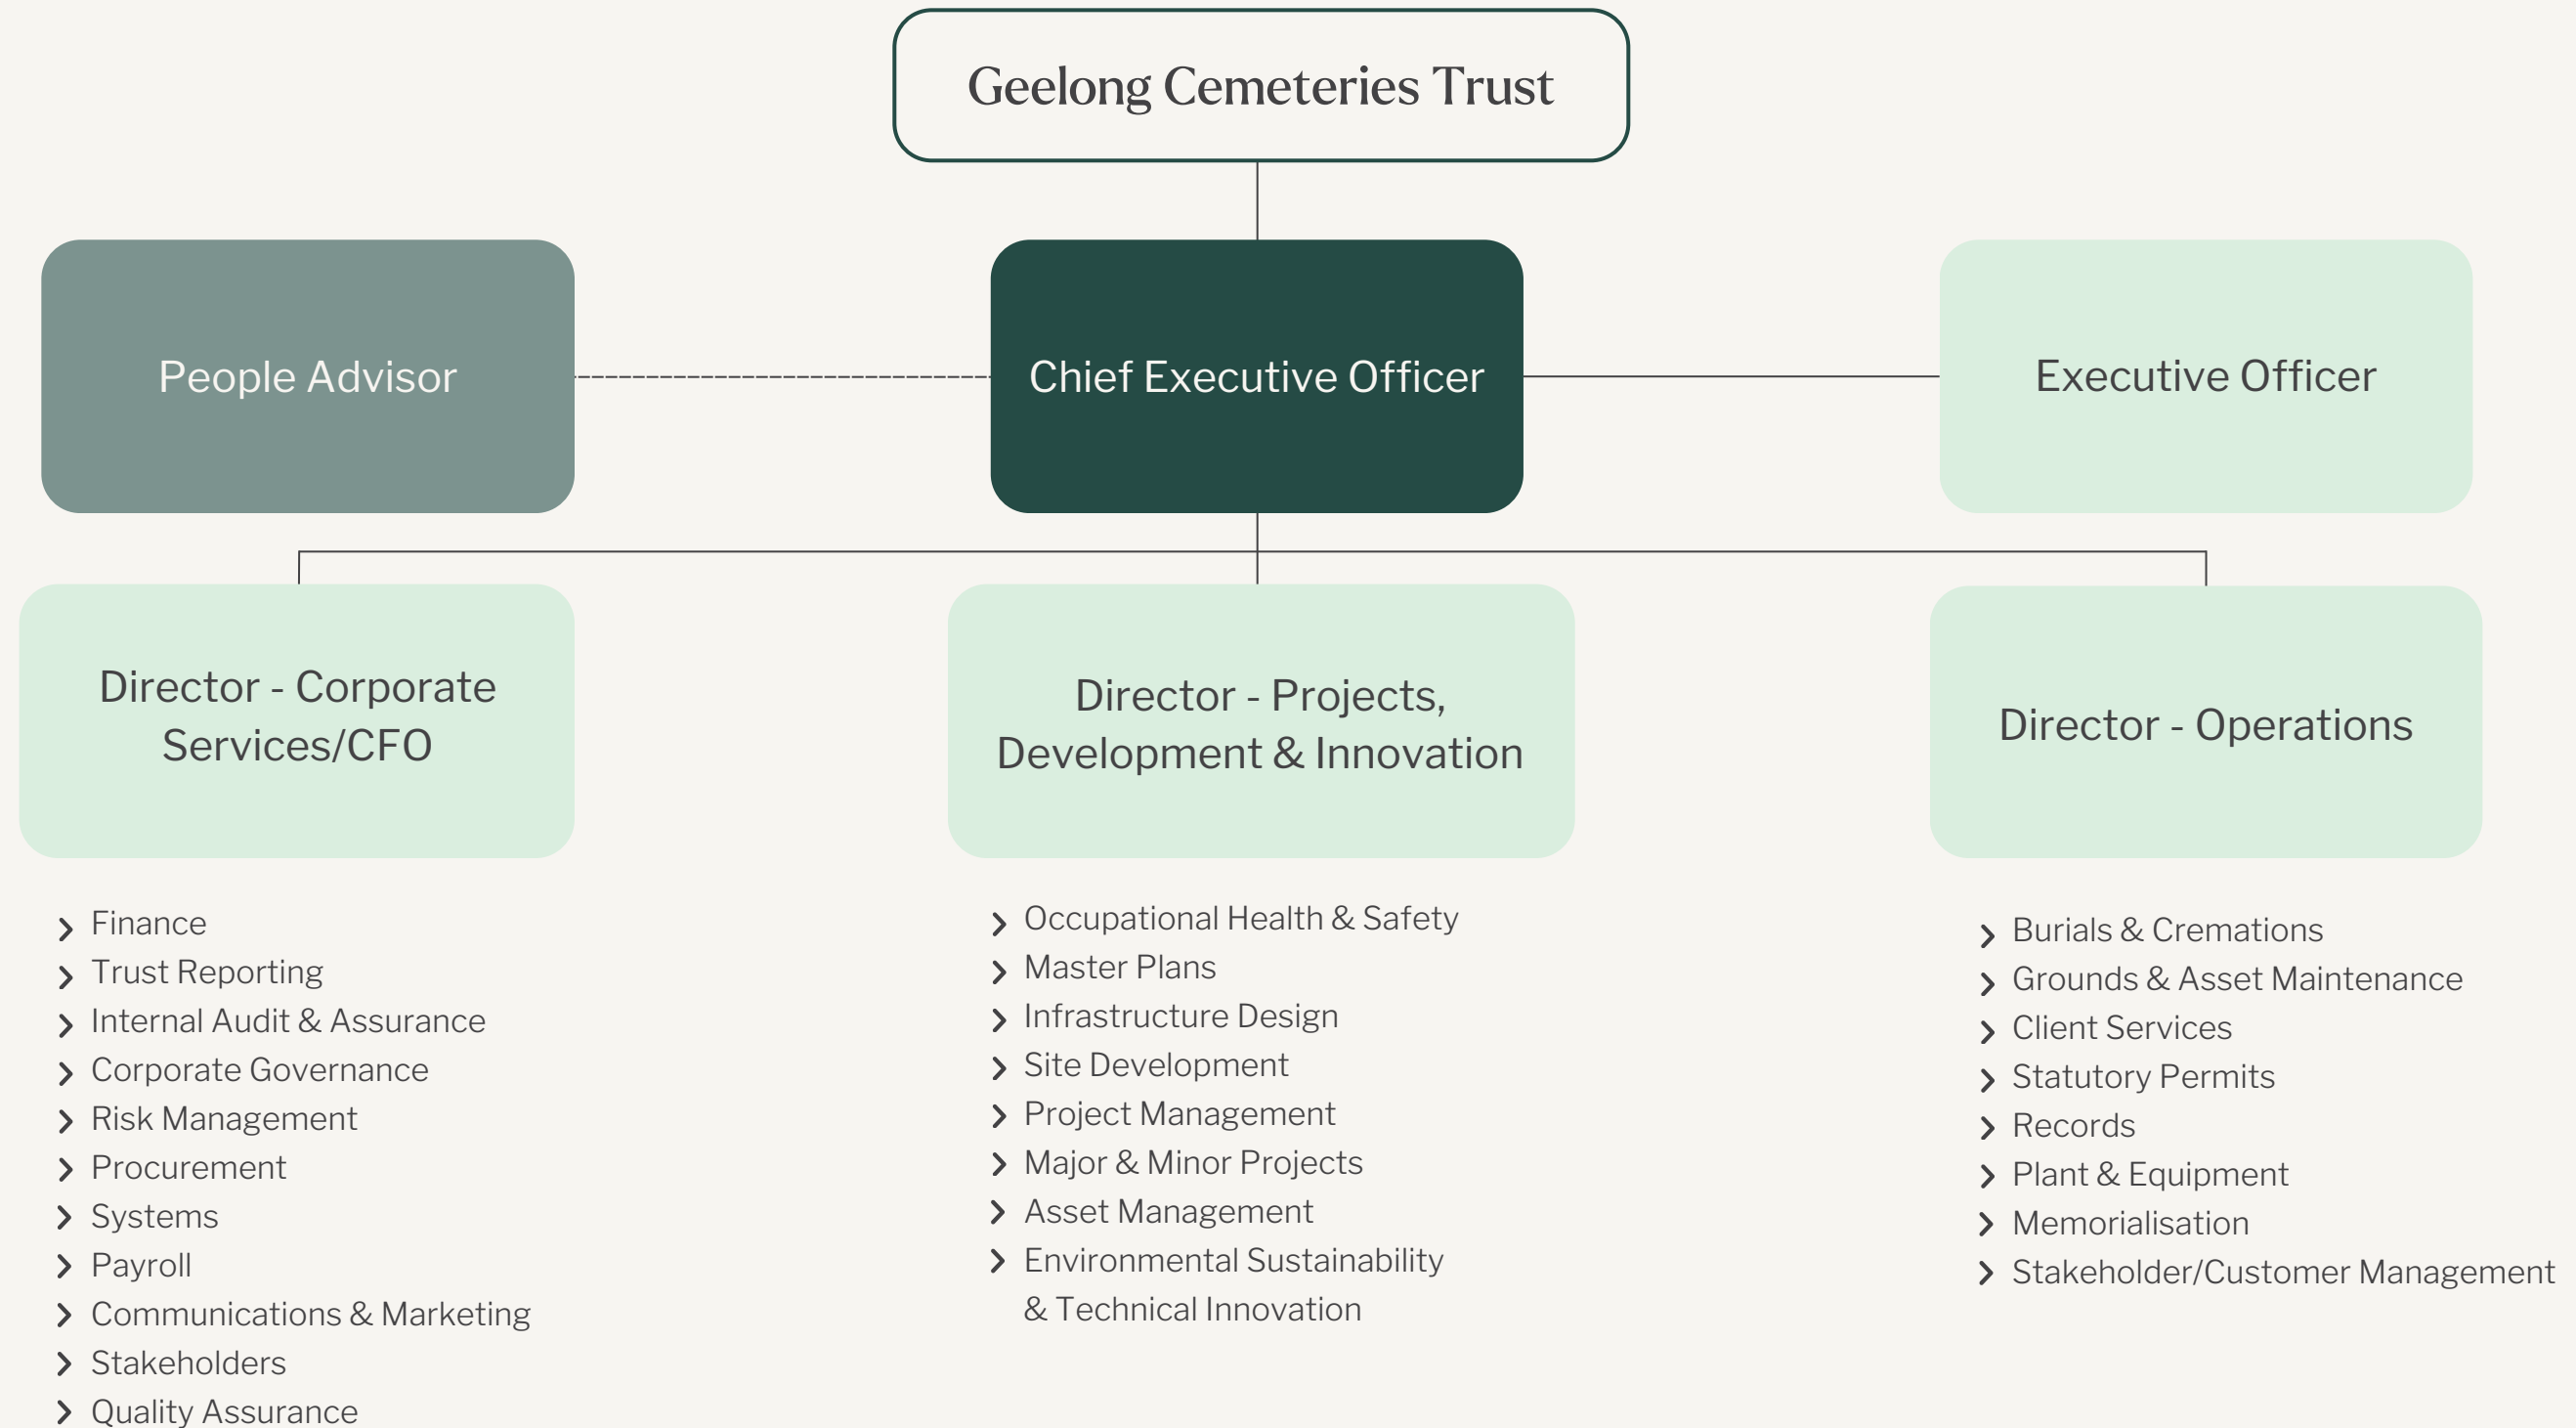 Geelong Cemeteries Trust
People Advisor
Chief Executive Officer
Executive Officer
Director - Corporate
Services/CFO
Director - Projects,
Development & Innovation
Director - Operations
Finance
Trust Reporting
Internal Audit & Assurance
Corporate Governance
Risk Management
Procurement
Systems
Payroll
Communications & Marketing
Stakeholders
Quality Assurance
Occupational Health & Safety
Master Plans
Infrastructure Design
Site Development
Project Management
Major & Minor Projects
Asset Management
Environmental Sustainability
& Technical Innovation
Burials & Cremations
Grounds & Asset Maintenance
Client Services
Statutory Permits
Records
Plant & Equipment
Memorialisation
Stakeholder/Customer Management